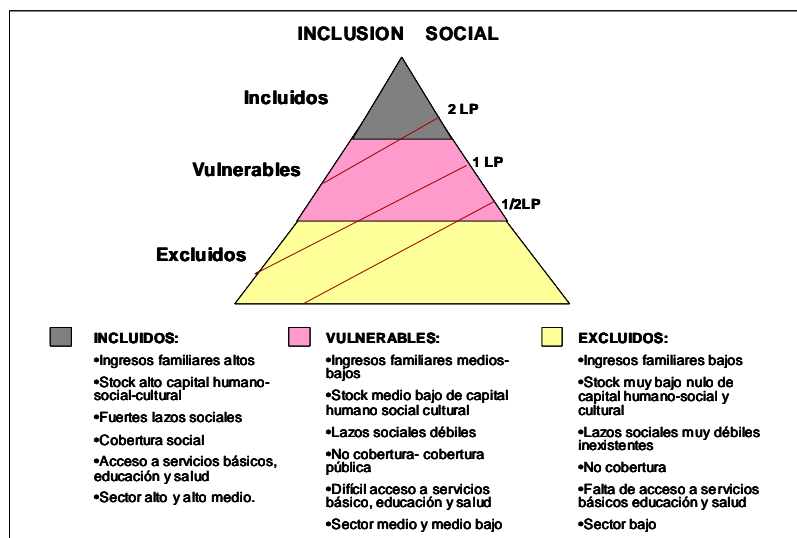 INCLUSION SOCIAL
Incluidos
2 LP
Vulnerables
1 LP
1/2LP
Excluidos
INCLUIDOS:
•Ingresos familiares altos
•Stock alto capital humano-
social-cultural
•Fuertes lazos sociales
•Cobertura social
•Acceso a servicios básicos,
educación y salud
•Sector alto y alto medio.
VULNERABLES:
•Ingresos familiares medios-
bajos
•Stock medio bajo de capital
humano social cultural
•Lazos sociales débiles
•No cobertura- cobertura
pública
•Difícil acceso a servicios
básico, educación y salud
•Sector medio y medio bajo
EXCLUIDOS:
•Ingresos familiares bajos
•Stock muy bajo nulo de
capital humano-social y
cultural
•Lazos sociales muy débiles
inexistentes
•No cobertura
•Falta de acceso a servicios
básicos educación y salud
•Sector bajo